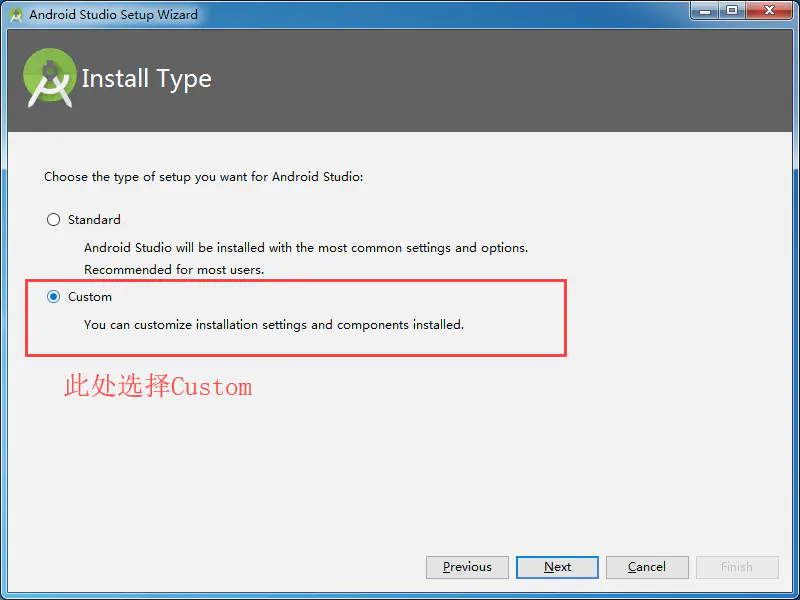 Android Studio Setup Wizard
Install Type
Choose the type of setup you want for Android Studio:
Standard
Android Studio will be installed with the most common settings and options.
Recommended for most users.
Custom
You can customize installation settings and components installed.
此处选择Custom
Previous
Next
Cancel
Finish